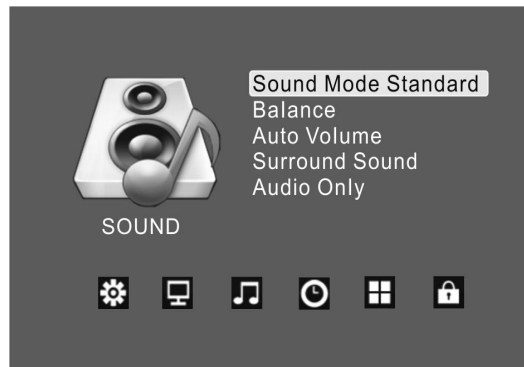 Sound Mode Standard
Balance
Auto Volume
Surround Sound
Audio Only
SOUND